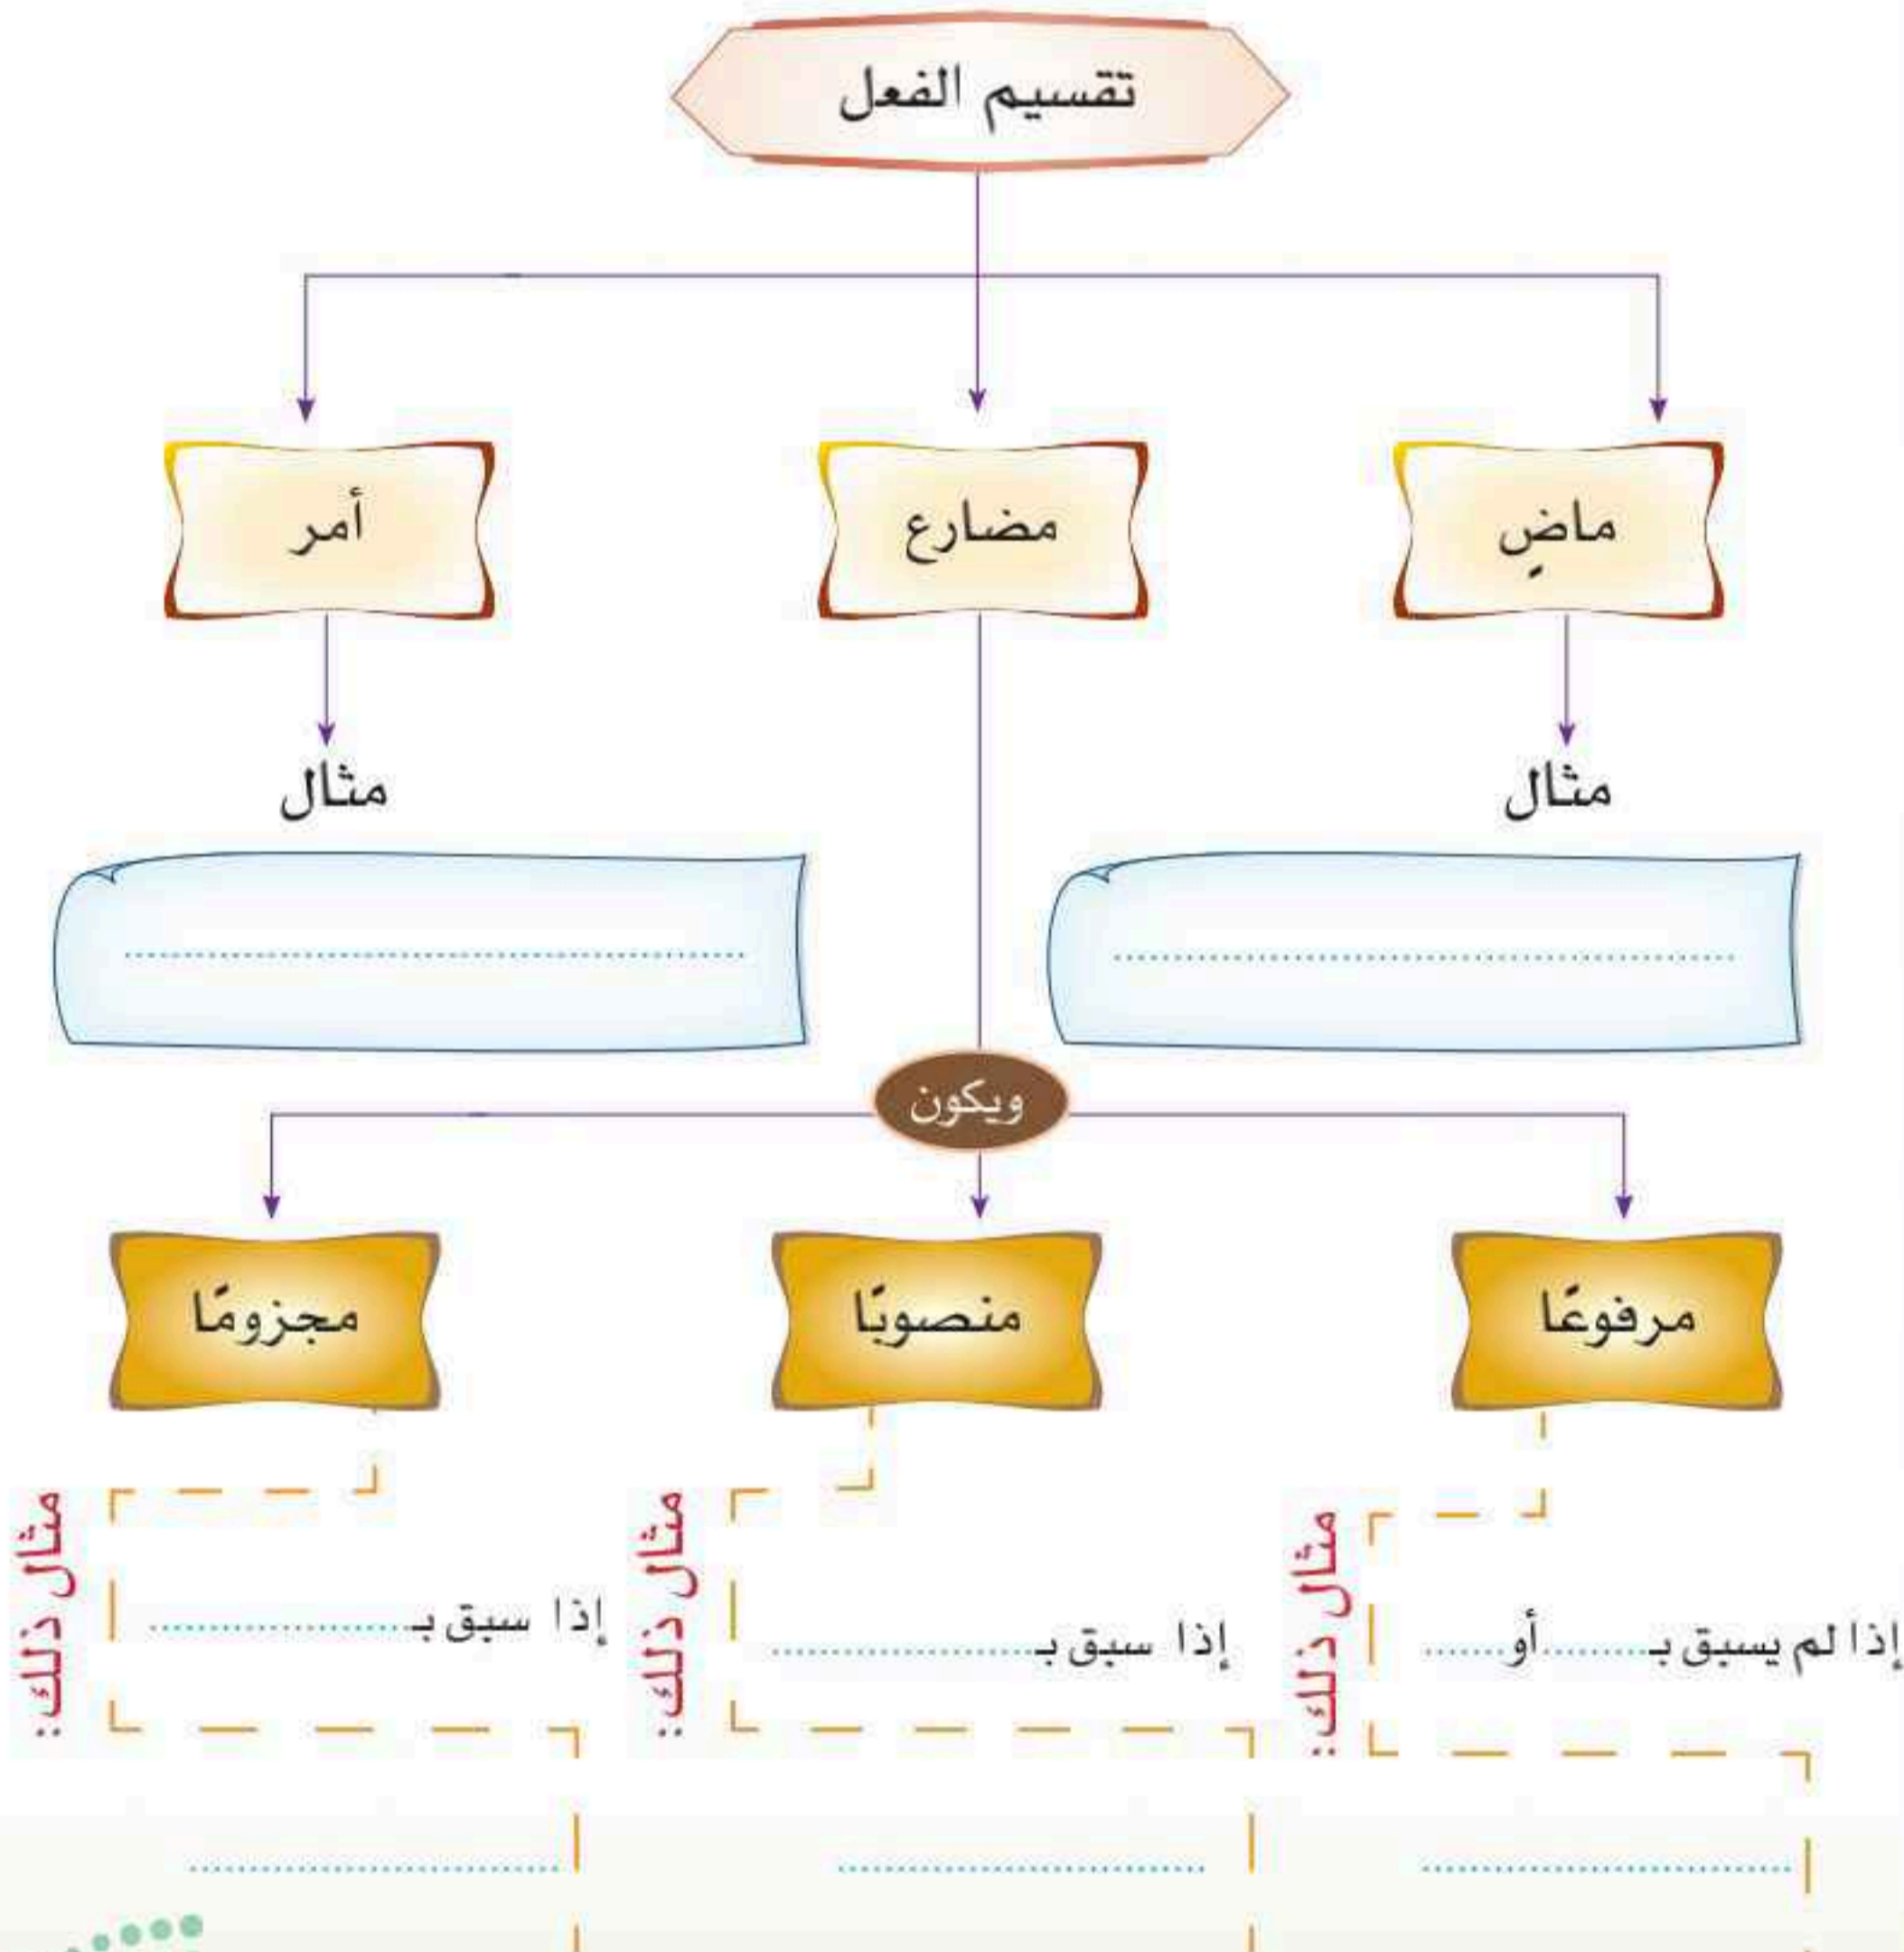 تقسيم الفعل
ماضٍ
مضارع
أمر
مثال
مثال
........................
........................
ويكون
مرفوعًا
منصوبًا
مجزومًا
إذا لم يسبق بـ.........أو.......
مثال ذلك:
........................
إذا سبق بـ........................
مثال ذلك:
........................
إذا سبق بـ........................
مثال ذلك:
........................